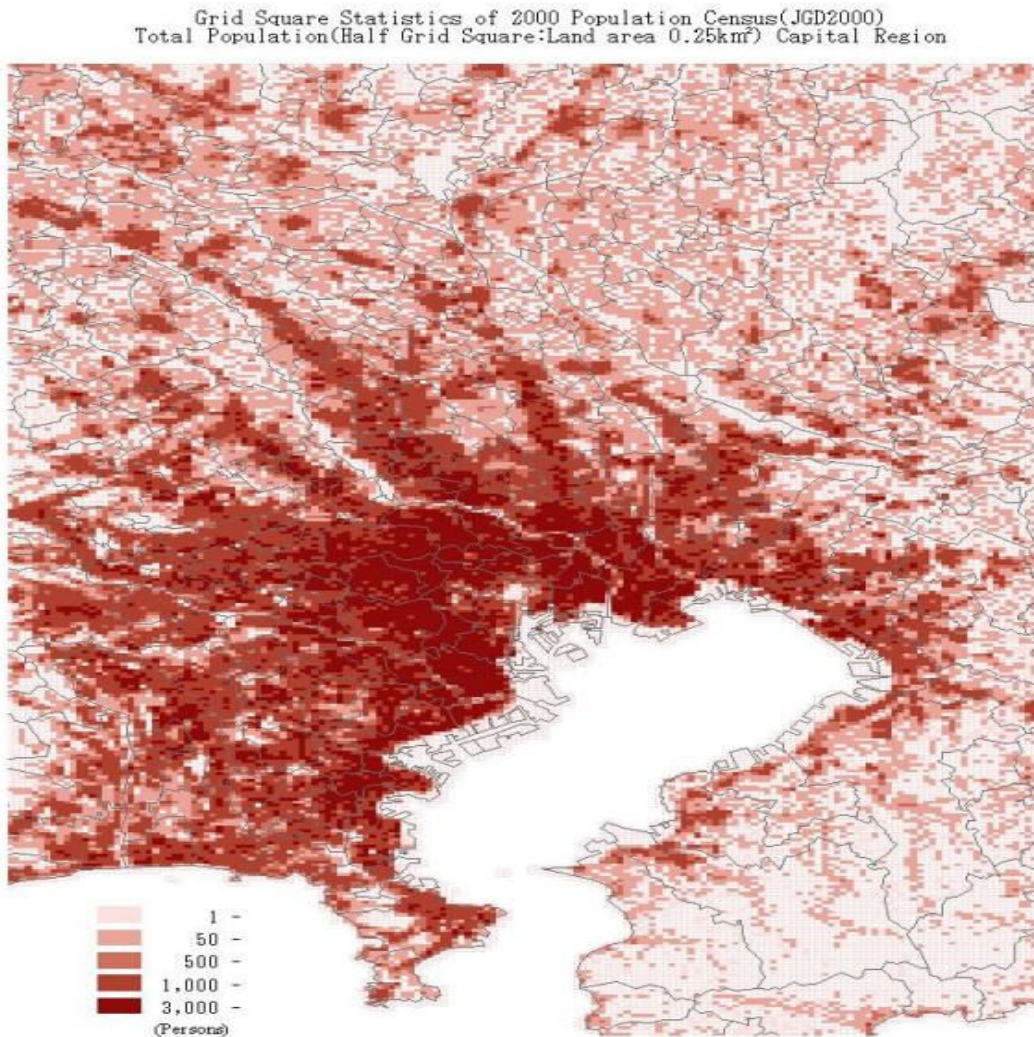 Grid Square Statistics of 2000 Population Census(JGD2000)
Total Population(Half Grid Square:Land area 0.25km²) Capital Region
1 -
50 -
500 -
1,000 -
3,000 -
(Persons)